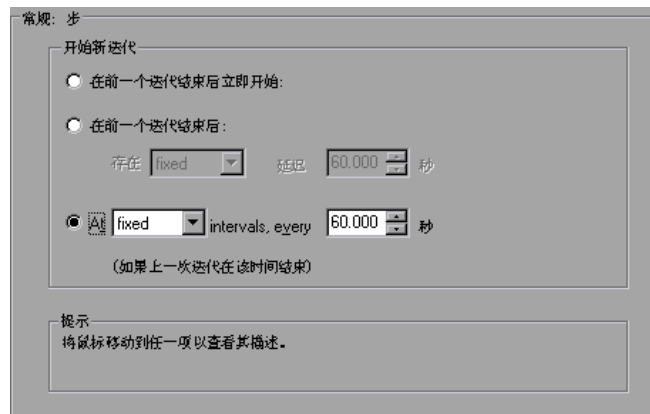 常规: 步
开始新迭代
在前一个迭代结束后立即开始:
在前一个迭代结束后:
存在 fixed 延迟 60.000 秒
At fixed intervals, every 60.000 秒
(如果上一次迭代在该时间结束)
提示
将鼠标移动到任一项以查看其描述。